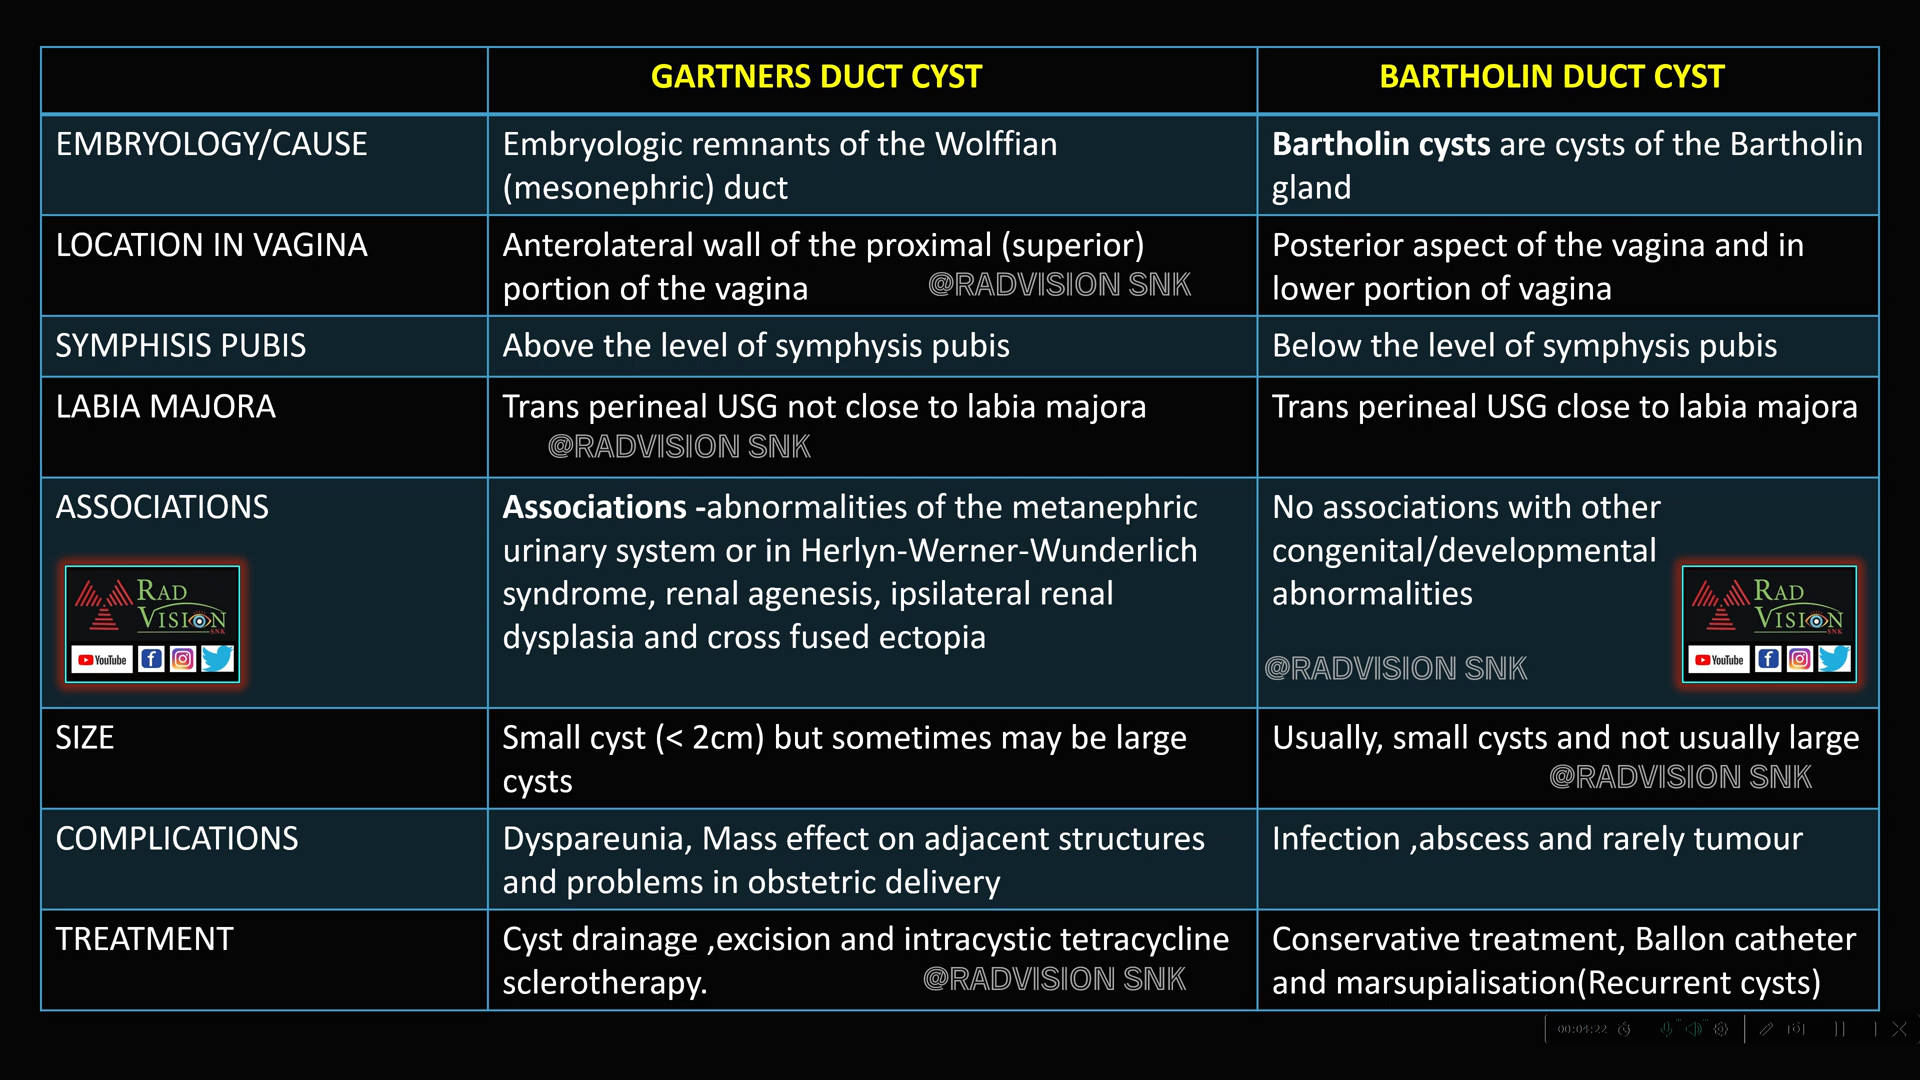 GARTNERS DUCT CYST
BARTHOLIN DUCT CYST
EMBRYOLOGY/CAUSE
Embryologic remnants of the Wolffian
(mesonephric) duct
Bartholin cysts are cysts of the Bartholin
gland
LOCATION IN VAGINA
Anterolateral wall of the proximal (superior)
portion of the vagina
@RADVISION SNK
Posterior aspect of the vagina and in
lower portion of vagina
SYMPHISIS PUBIS
Above the level of symphysis pubis
Below the level of symphysis pubis
LABIA MAJORA
Trans perineal USG not close to labia majora
@RADVISION SNK
Trans perineal USG close to labia majora
ASSOCIATIONS
RAD
VISION
SNK
YouTube
Associations -abnormalities of the metanephric
urinary system or in Herlyn-Werner-Wunderlich
syndrome, renal agenesis, ipsilateral renal
dysplasia and cross fused ectopia
No associations with other
congenital/developmental
abnormalities
@RADVISION SNK
RAD
VISION
SNK
YouTube
SIZE
Small cyst (< 2cm) but sometimes may be large
cysts
Usually, small cysts and not usually large
@RADVISION SNK
COMPLICATIONS
Dyspareunia, Mass effect on adjacent structures
and problems in obstetric delivery
Infection ,abscess and rarely tumour
TREATMENT
Cyst drainage ,excision and intracystic tetracycline
sclerotherapy.
@RADVISION SNK
Conservative treatment, Ballon catheter
and marsupialisation(Recurrent cysts)
00:04:22